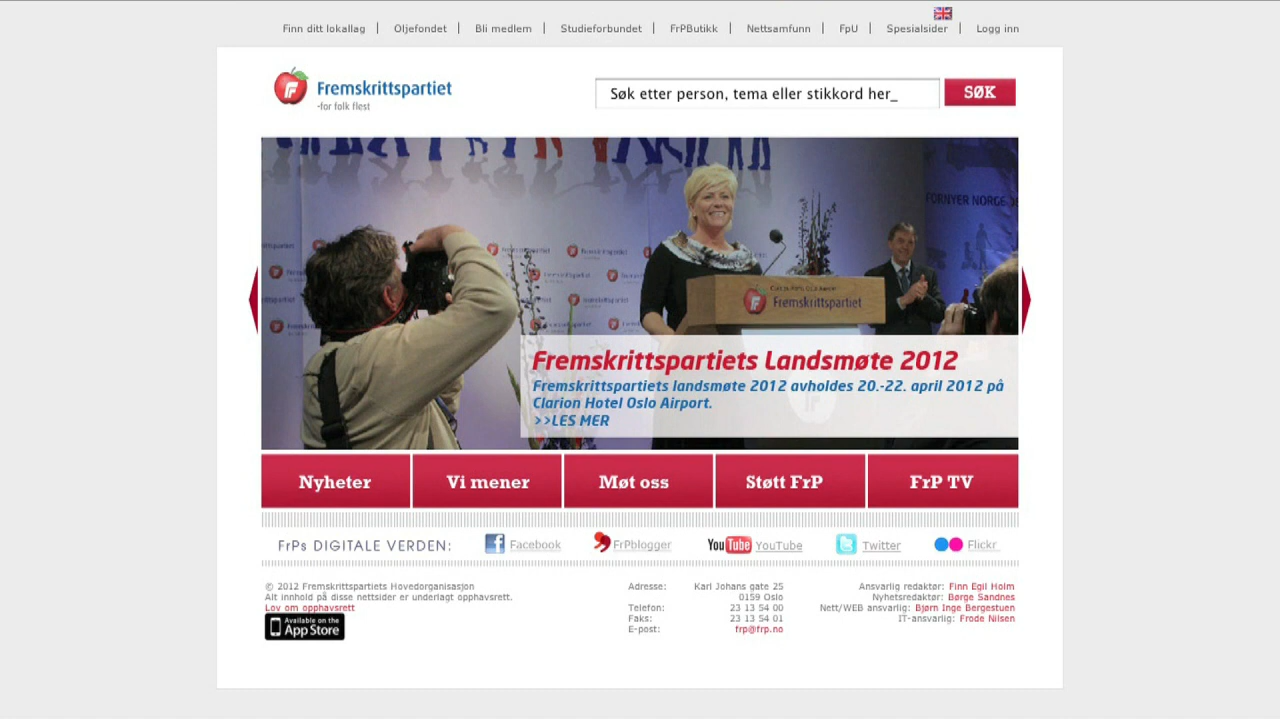 Finn ditt lokallag | Oljefondet | Bli medlem | Studieforbundet | FrPButikk | Nettsamfunn | FpU | Spesialsider | Logg inn
Fremskrittspartiet
-for folk flest
Søk etter person, tema eller stikkord her_
SØK
FORNYER NORGE
Fremskrittspartiet
Fremskrittspartiets Landsmøte 2012
Fremskrittspartiets landsmøte 2012 avholdes 20.-22. april 2012 på
Clarion Hotel Oslo Airport.
>>LES MER
Nyheter
Vi mener
Møt oss
Støtt FrP
FrP TV
FrPs DIGITALE VERDEN:
Facebook
FrPblogger
You Tube YouTube
Twitter
Flickr
© 2012 Fremskrittspartiets Hovedorganisasjon
Alt innhold på disse nettsider er underlagt opphavsrett.
Lov om opphavsrett
Available on the
App Store
Adresse: Karl Johans gate 25
0159 Oslo
Telefon: 23 13 54 00
Faks: 23 13 54 01
E-post: frp@frp.no
Ansvarlig redaktør: Finn Egil Holm
Nyhetsredaktør: Børge Sandnes
Nett/WEB ansvarlig: Bjørn Inge Bergestuen
IT-ansvarlig: Frode Nilsen